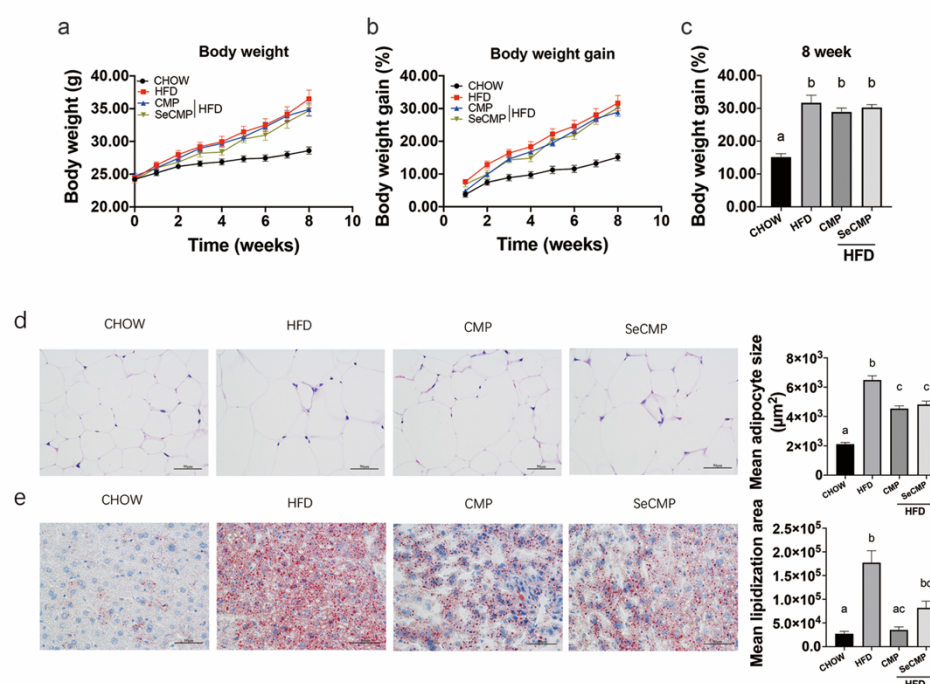 a
Body weight
Body weight (g)
40.00
35.00
30.00
25.00
20.00
CHOW
HFD
CMP
SeCMP
HFD
0 2 4 6 8 10
Time (weeks)
b
Body weight gain
Body weight gain (%)
40.00
30.00
20.00
10.00
0.00
CHOW
HFD
CMP
SeCMP
HFD
0 2 4 6 8 10
Time (weeks)
c
8 week
Body weight gain (%)
40.00
30.00
20.00
10.00
0.00
a b b b
CHOW HFD CMP SeCMP
HFD
d
CHOW HFD CMP SeCMP
Mean adipocyte size
(μm²)
8×10³
6×10³
4×10³
2×10³
0
a b c c
CHOW HFD CMP SeCMP
HFD
e
CHOW HFD CMP SeCMP
Mean lipidization area
2.5×10⁵
2.0×10⁵
1.5×10⁵
1.0×10⁵
5.0×10⁴
0.0
a b ac bc
CHOW HFD CMP SeCMP
HFD